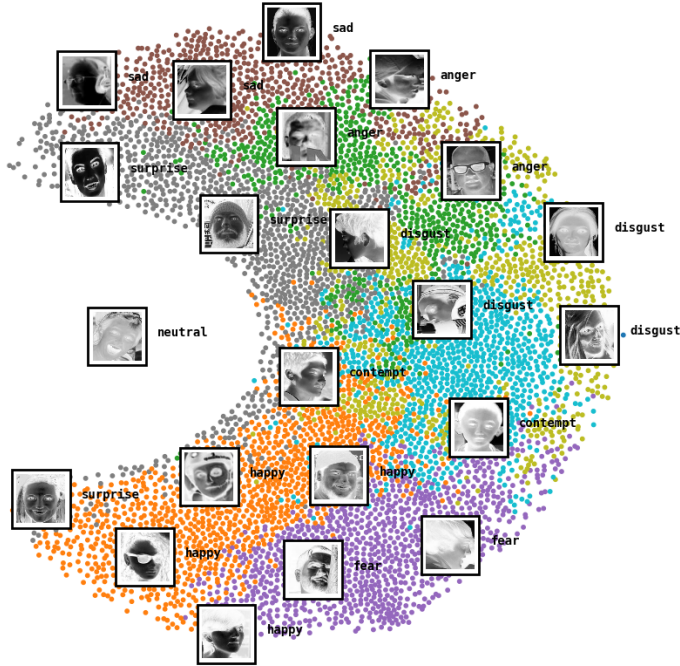 sad
sad
sad
anger
anger
surprise
anger
surprise
disgust
disgust
disgust
neutral
disgust
contempt
contempt
happy
happy
surprise
fear
happy
fear
happy